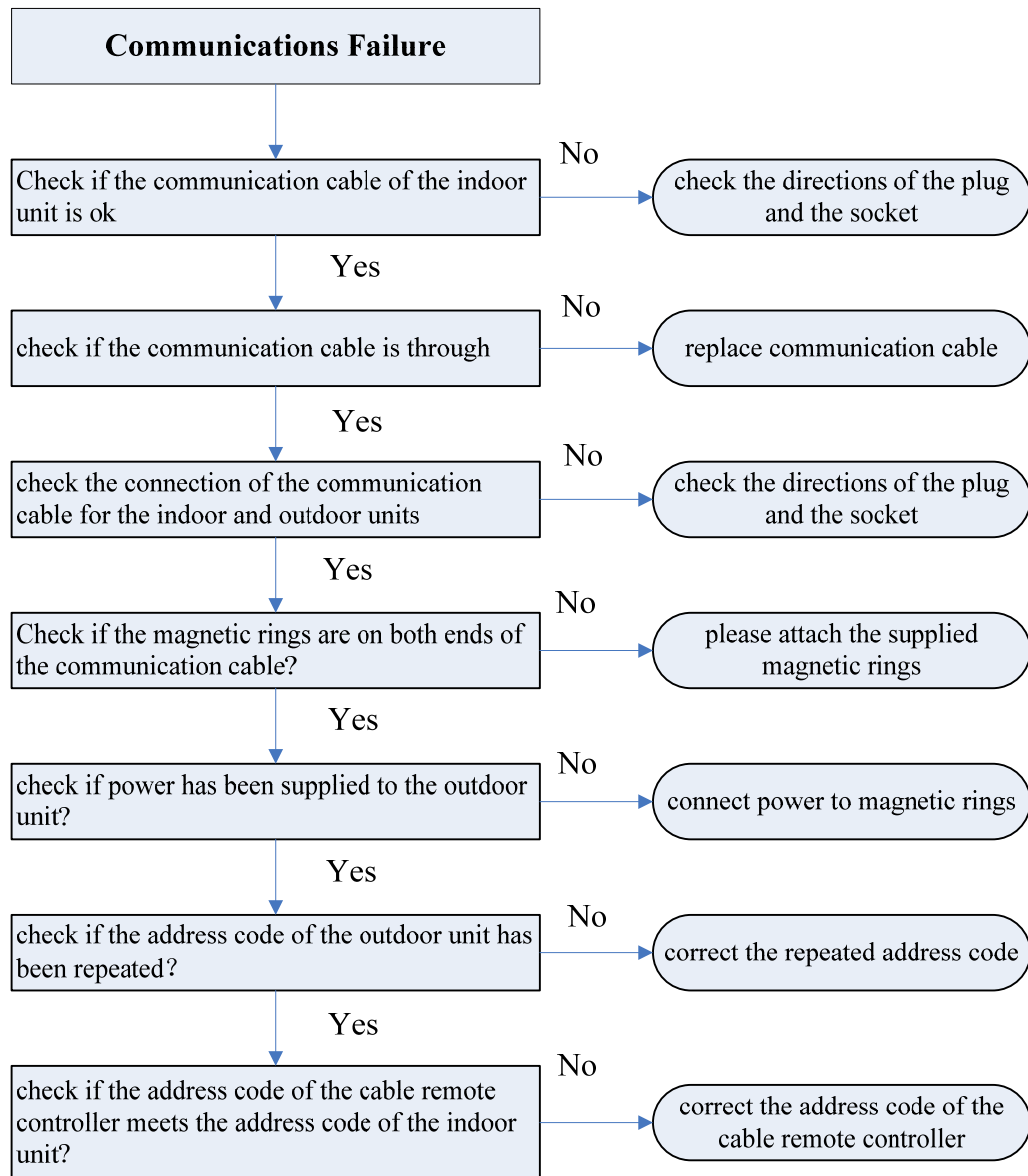 Communications Failure
No
Check if the communication cable of the indoor
unit is ok
check the directions of the plug
and the socket
Yes
No
check if the communication cable is through
replace communication cable
Yes
No
check the connection of the communication
cable for the indoor and outdoor units
check the directions of the plug
and the socket
Yes
No
Check if the magnetic rings are on both ends of
the communication cable?
please attach the supplied
magnetic rings
Yes
No
check if power has been supplied to the outdoor
unit?
connect power to magnetic rings
Yes
No
check if the address code of the outdoor unit has
been repeated?
correct the repeated address code
Yes
No
check if the address code of the cable remote
controller meets the address code of the indoor
unit?
correct the address code of the
cable remote controller